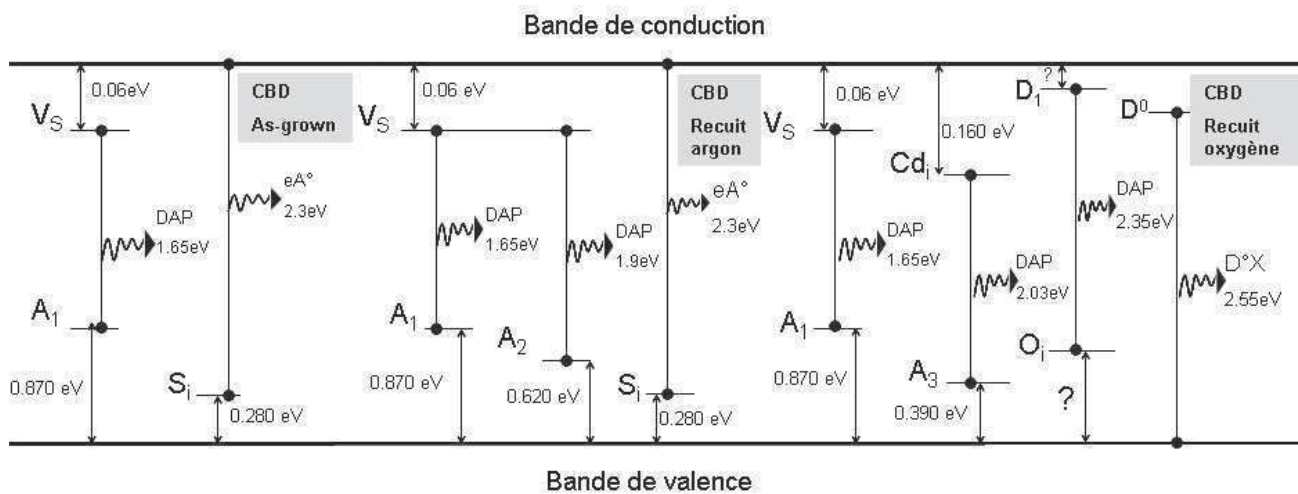 Bande de conduction
0.06eV
V_S
CBD
As-grown
eA°
2.3eV
DAP
1.65eV
A_1
0.870 eV
S_i
0.280 eV
0.06 eV
V_S
CBD
Recuit
argon
eA°
2.3eV
DAP
1.65eV
DAP
1.9eV
A_1
A_2
0.870 eV
0.620 eV
S_i
0.280 eV
0.06 eV
V_S
0.160 eV
Cd_i
?
D_1
D⁰
CBD
Recuit
oxygène
DAP
1.65eV
DAP
2.03eV
DAP
2.35eV
D°X
2.55eV
A_1
0.870 eV
A_3
0.390 eV
O_i
?
Bande de valence